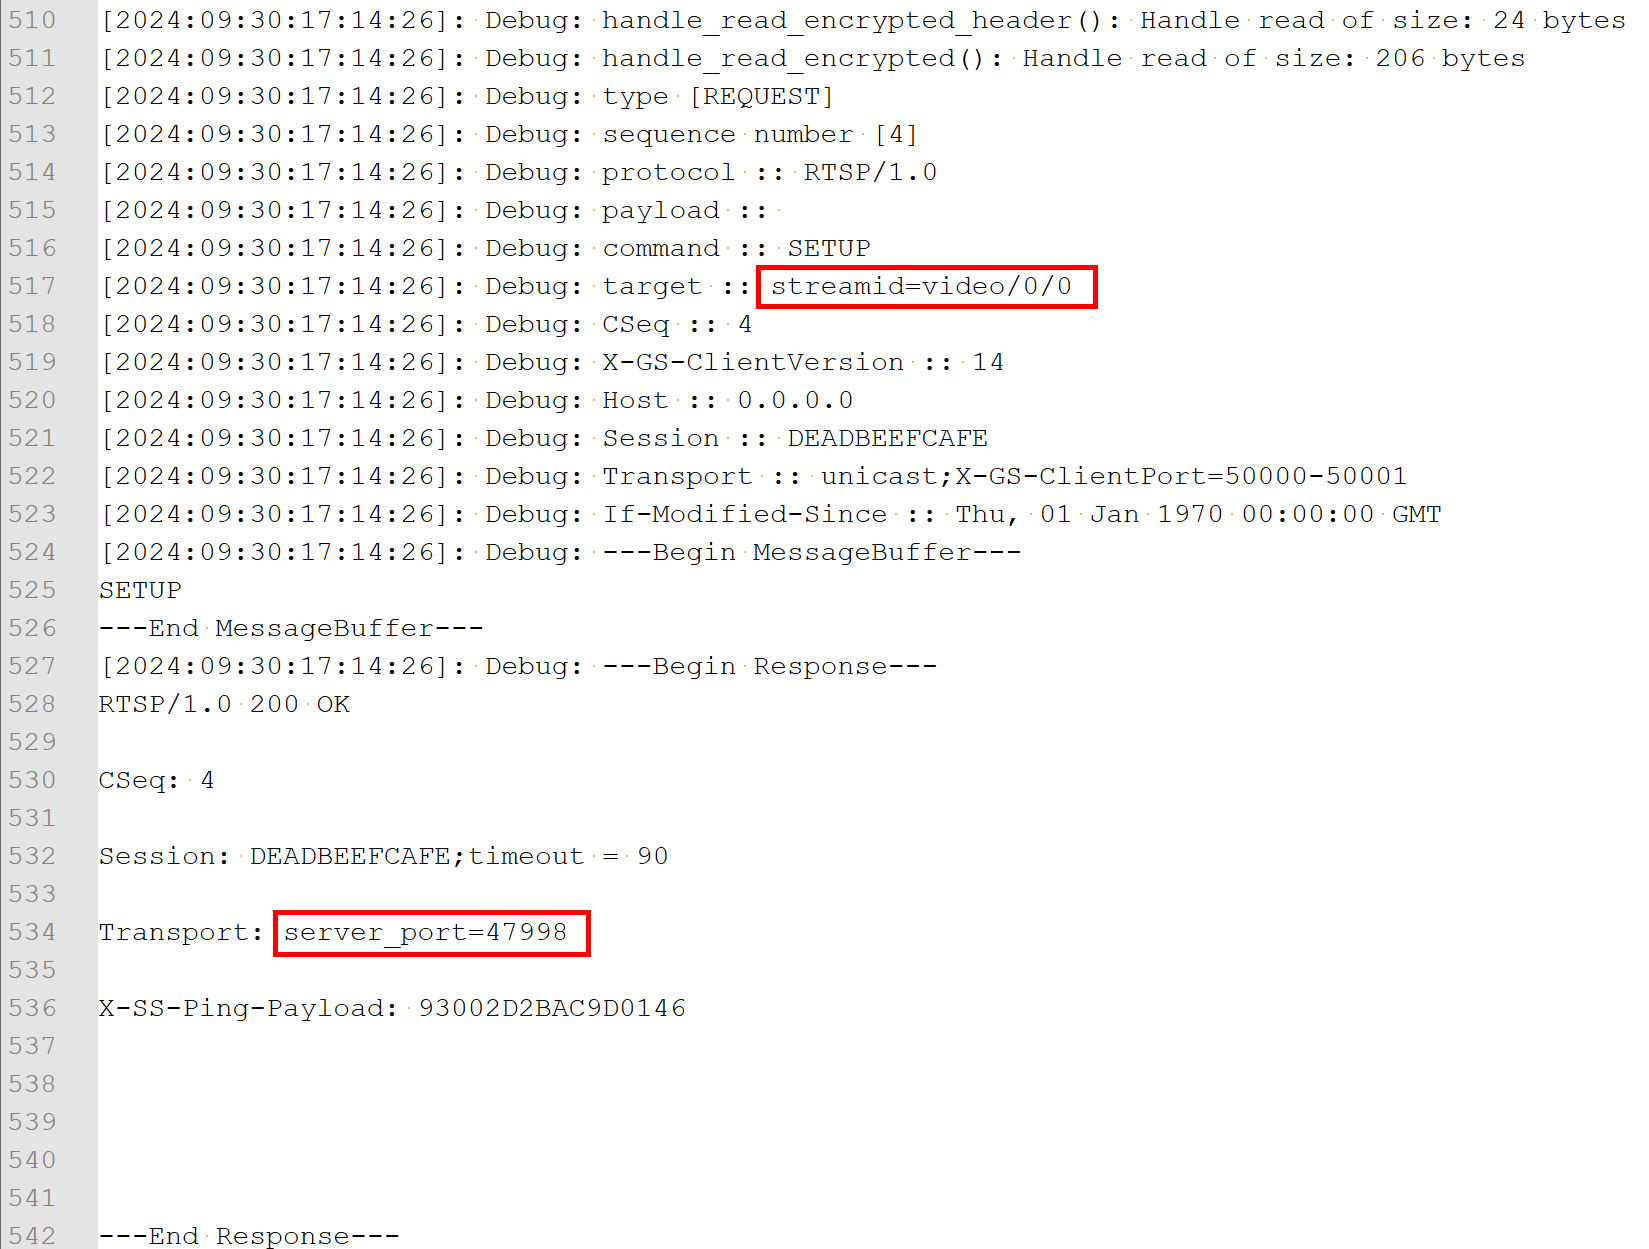 510 [2024:09:30:17:14:26]: Debug: handle_read_encrypted_header(): Handle read of size: 24 bytes
511 [2024:09:30:17:14:26]: Debug: handle_read_encrypted(): Handle read of size: 206 bytes
512 [2024:09:30:17:14:26]: Debug: type [REQUEST]
513 [2024:09:30:17:14:26]: Debug: sequence number [4]
514 [2024:09:30:17:14:26]: Debug: protocol :: RTSP/1.0
515 [2024:09:30:17:14:26]: Debug: payload ::
516 [2024:09:30:17:14:26]: Debug: command :: SETUP
517 [2024:09:30:17:14:26]: Debug: target :: streamid=video/0/0
518 [2024:09:30:17:14:26]: Debug: CSeq :: 4
519 [2024:09:30:17:14:26]: Debug: X-GS-ClientVersion :: 14
520 [2024:09:30:17:14:26]: Debug: Host :: 0.0.0.0
521 [2024:09:30:17:14:26]: Debug: Session :: DEADBEEFCAFE
522 [2024:09:30:17:14:26]: Debug: Transport :: unicast;X-GS-ClientPort=50000-50001
523 [2024:09:30:17:14:26]: Debug: If-Modified-Since :: Thu, 01 Jan 1970 00:00:00 GMT
524 [2024:09:30:17:14:26]: Debug: ---Begin MessageBuffer---
525 SETUP
526 ---End MessageBuffer---
527 [2024:09:30:17:14:26]: Debug: ---Begin Response---
528 RTSP/1.0 200 OK
529
530 CSeq: 4
531
532 Session: DEADBEEFCAFE;timeout = 90
533
534 Transport: server_port=47998
535
536 X-SS-Ping-Payload: 93002D2BAC9D0146
537
538
539
540
541
542 ---End Response---